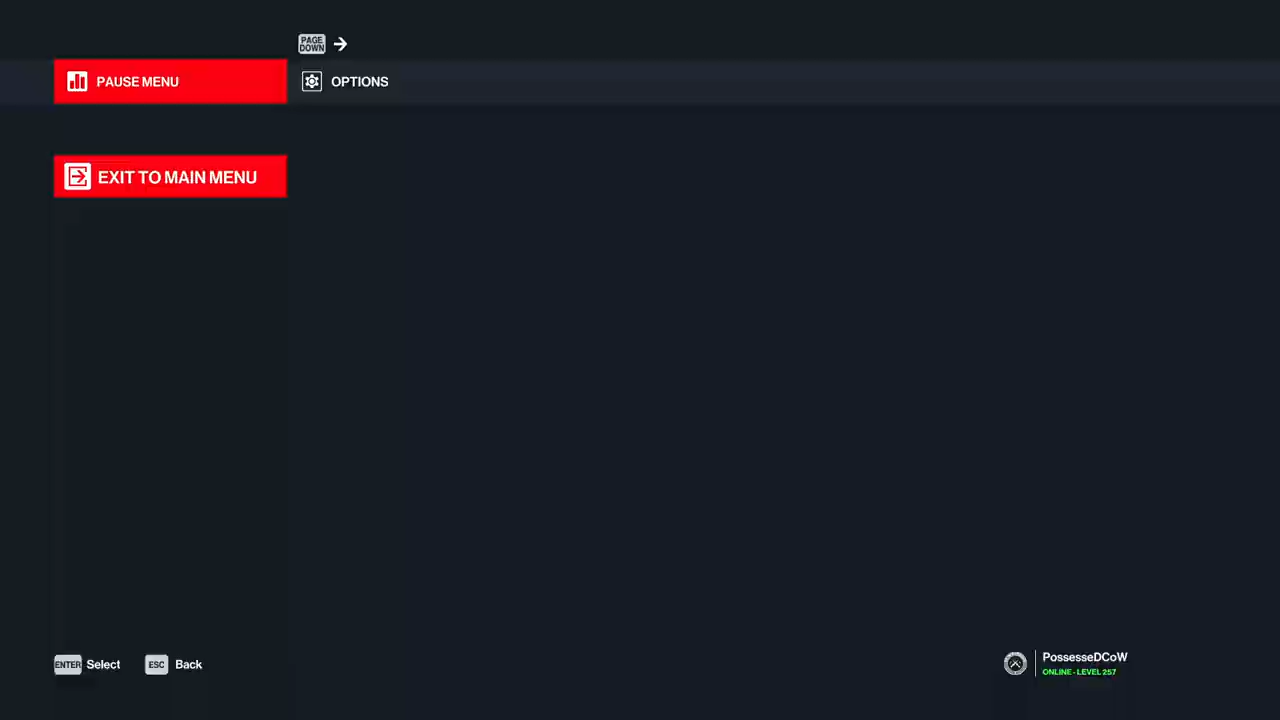 PAGE
DOWN
PAUSE MENU
OPTIONS
EXIT TO MAIN MENU
ENTER Select
ESC Back
PossesseDCoW
ONLINE - LEVEL 257